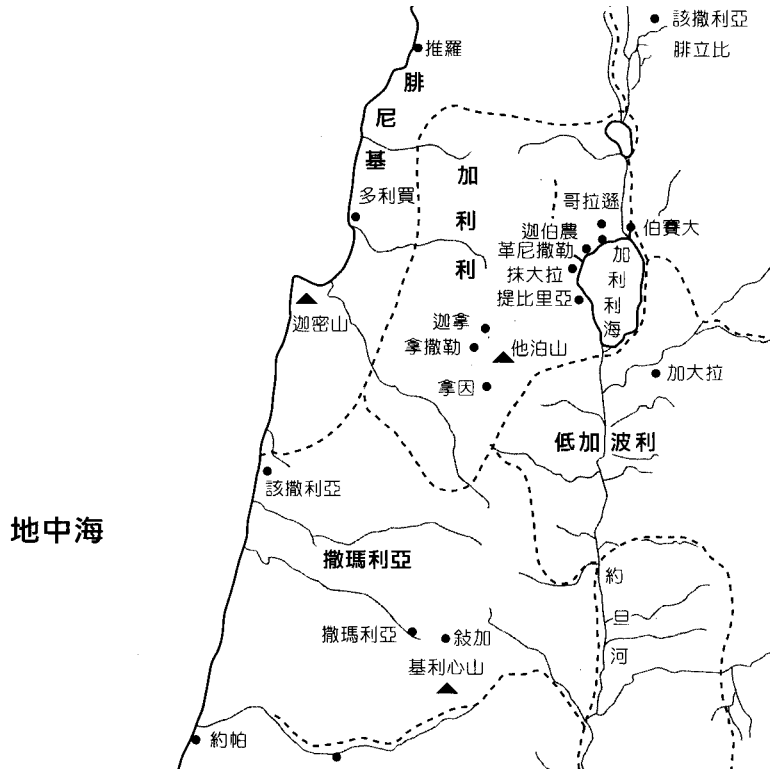 該撒利亞
腓立比
推羅
腓尼基
加利利
多利買
哥拉遜
伯賽大
迦伯農
革尼撒勒
抹大拉
提比里亞
加利利海
迦密山
迦拿
拿撒勒
他泊山
加大拉
拿因
低加波利
該撒利亞
地中海
撒瑪利亞
約旦河
撒瑪利亞
敍加
基利心山
約帕